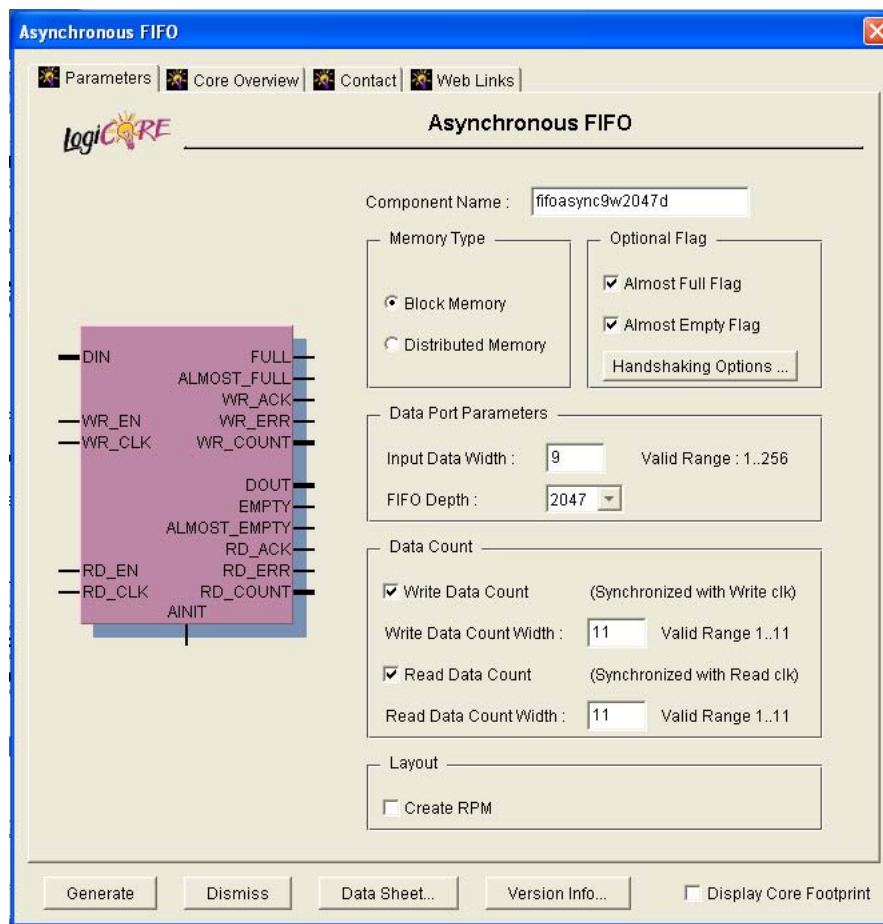 Asynchronous FIFO
Parameters Core Overview Contact Web Links
logiCORE
Asynchronous FIFO
Component Name : fifoasync9w2047d
Memory Type
Block Memory
Distributed Memory
Optional Flag
Almost Full Flag
Almost Empty Flag
Handshaking Options ...
DIN FULL
ALMOST_FULL
WR_ACK
WR_EN WR_ERR
WR_CLK WR_COUNT
DOUT
EMPTY
ALMOST_EMPTY
RD_ACK
RD_EN RD_ERR
RD_CLK RD_COUNT
AINIT
Data Port Parameters
Input Data Width : 9 Valid Range : 1..256
FIFO Depth : 2047
Data Count
Write Data Count (Synchronized with Write clk)
Write Data Count Width : 11 Valid Range 1..11
Read Data Count (Synchronized with Read clk)
Read Data Count Width : 11 Valid Range 1..11
Layout
Create RPM
Generate Dismiss Data Sheet... Version Info... Display Core Footprint